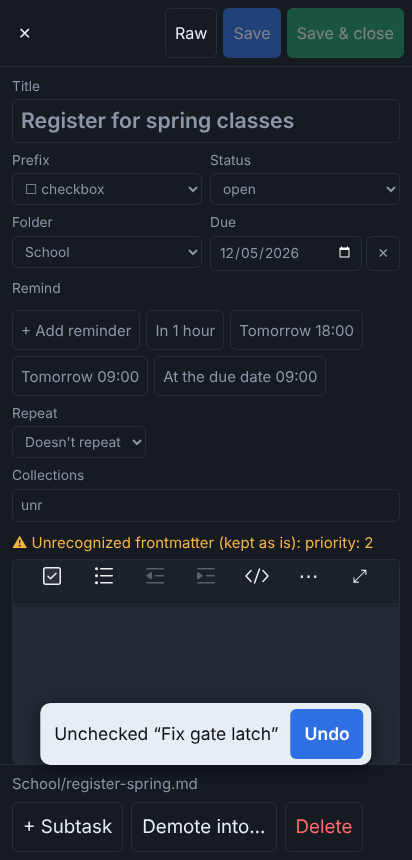 ✕ Raw Save Save & close
Title
Register for spring classes
Prefix Status
☐ checkbox open
Folder Due
School 12/05/2026 ✕
Remind
+ Add reminder In 1 hour Tomorrow 18:00
Tomorrow 09:00 At the due date 09:00
Repeat
Doesn't repeat
Collections
unr
⚠ Unrecognized frontmatter (kept as is): priority: 2
Unchecked “Fix gate latch” Undo
School/register-spring.md
+ Subtask Demote into... Delete